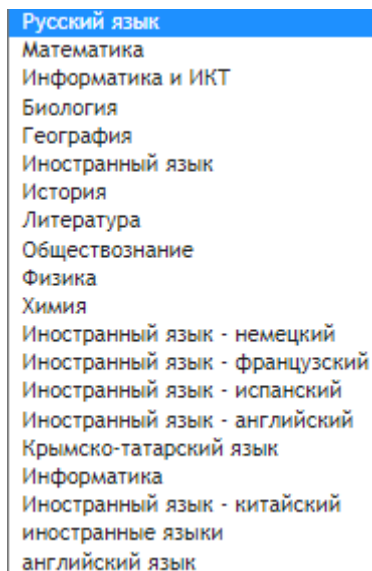 Русский язык
Математика
Информатика и ИКТ
Биология
География
Иностранный язык
История
Литература
Обществознание
Физика
Химия
Иностранный язык - немецкий
Иностранный язык - французский
Иностранный язык - испанский
Иностранный язык - английский
Крымско-татарский язык
Информатика
Иностранный язык - китайский
иностранные языки
английский язык